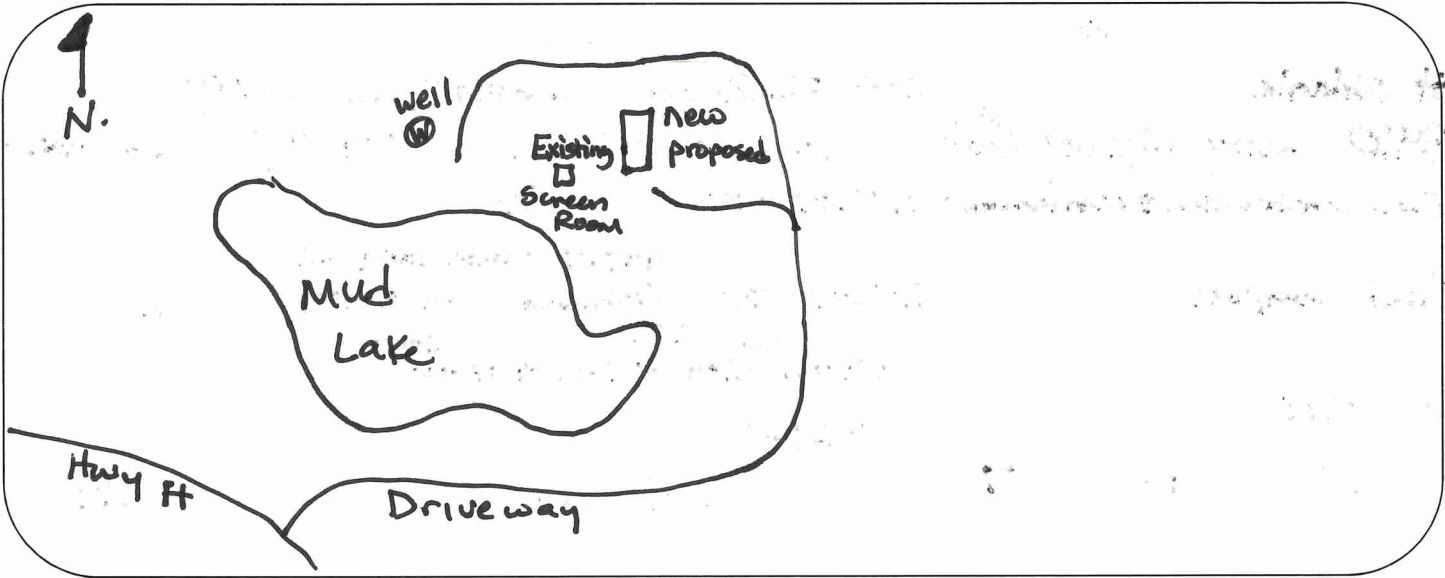 N.
well
W
New
proposed
Existing
Screen
Room
Mud
Lake
Hwy H
Driveway